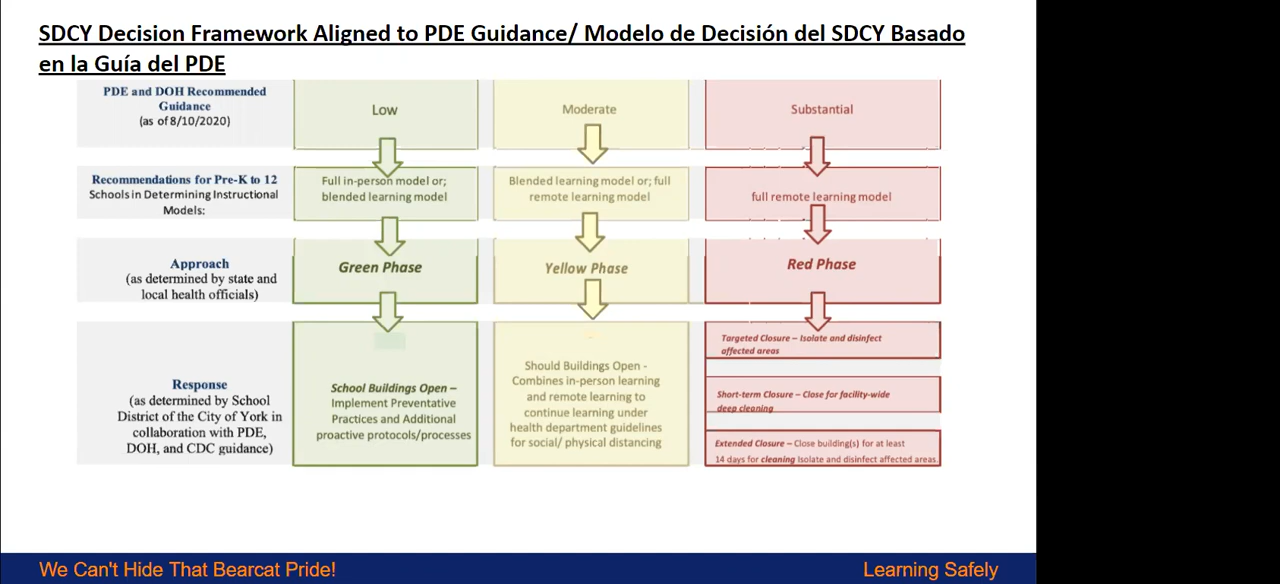 SDCY Decision Framework Aligned to PDE Guidance/ Modelo de Decisión del SDCY Basado
en la Guía del PDE
PDE and DOH Recommended
Guidance
(as of 8/10/2020)
Low
Moderate
Substantial
Recommendations for Pre-K to 12
Schools in Determining Instructional
Models:
Full in-person model or;
blended learning model
Blended learning model or; full
remote learning model
full remote learning model
Approach
(as determined by state and
local health officials)
Green Phase
Yellow Phase
Red Phase
Response
(as determined by School
District of the City of York in
collaboration with PDE,
DOH, and CDC guidance)
School Buildings Open –
Implement Preventative
Practices and Additional
proactive protocols/processes
Should Buildings Open -
Combines in-person learning
and remote learning to
continue learning under
health department guidelines
for social/ physical distancing
Targeted Closure – Isolate and disinfect
affected areas
Short-term Closure – Close for facility-wide
deep cleaning
Extended Closure – Close building(s) for at least
14 days for cleaning Isolate and disinfect affected areas.
We Can't Hide That Bearcat Pride!
Learning Safely